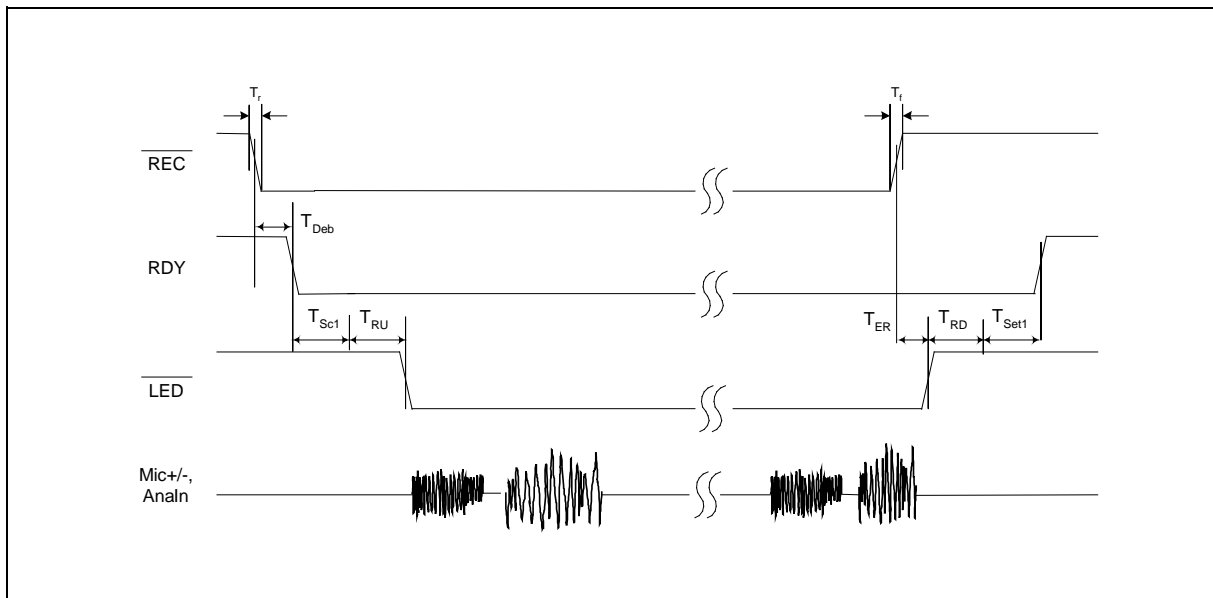 Tr Tf
REC
TDeb
RDY
TSc1 TRU TER TRD TSet1
LED
Mic+/-,
AnaIn